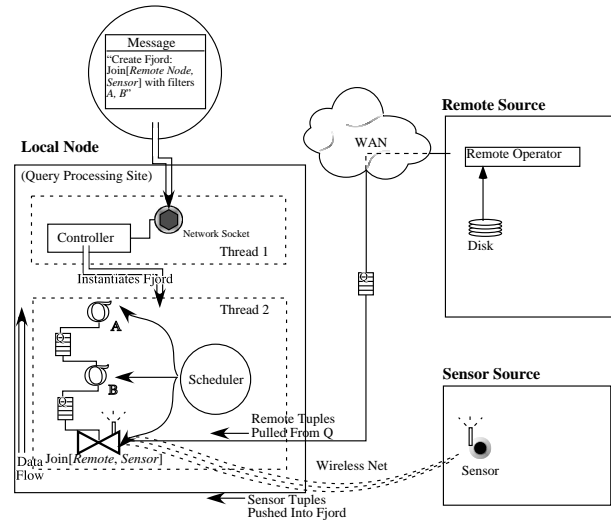 Message
“Create Fjord:
Join[Remote Node,
Sensor] with filters
A, B”
Local Node
(Query Processing Site)
Network Socket
Controller
Thread 1
Instantiates Fjord
Thread 2
A
B
Scheduler
Remote Tuples
Pulled From Q
Join[Remote, Sensor]
Data
Flow
Sensor Tuples
Pushed Into Fjord
WAN
Wireless Net
Remote Source
Remote Operator
Disk
Sensor Source
Sensor